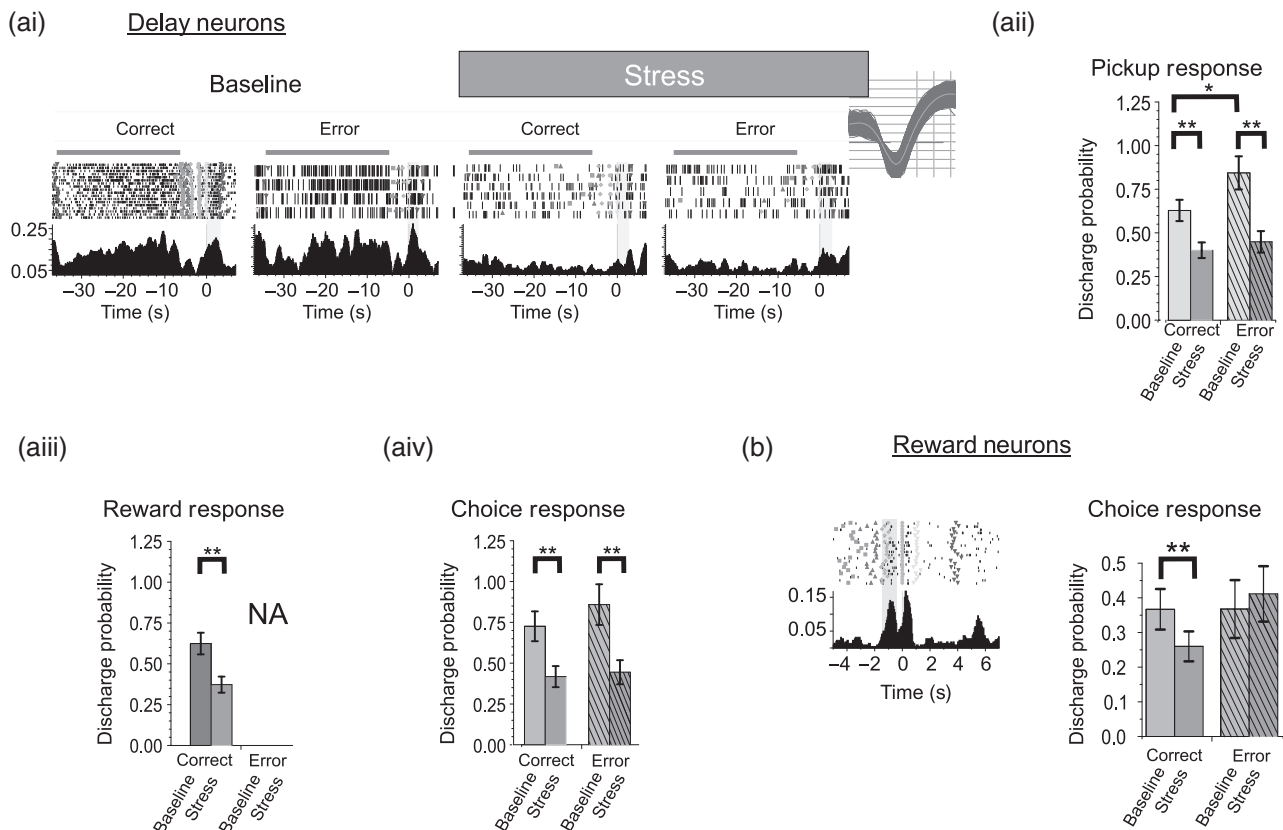 (ai)
Delay neurons
Baseline
Stress
Correct
Error
Correct
Error
0.25
0.05
–30 –20 –10 0
–30 –20 –10 0
–30 –20 –10 0
–30 –20 –10 0
Time (s)
Time (s)
Time (s)
Time (s)
(aii)
Pickup response
Discharge probability
1.25
1.00
0.75
0.50
0.25
0.00
*
**
**
Correct
Error
Baseline
Stress
Baseline
Stress
(aiii)
Reward response
Discharge probability
1.25
1.00
0.75
0.50
0.25
0.00
**
NA
Correct
Error
Baseline
Stress
Baseline
Stress
(aiv)
Choice response
Discharge probability
1.25
1.00
0.75
0.50
0.25
0.00
**
**
Correct
Error
Baseline
Stress
Baseline
Stress
(b)
Reward neurons
0.15
0.05
–4 –2 0 2 4 6
Time (s)
Choice response
Discharge probability
0.5
0.4
0.3
0.2
0.1
0.0
**
Correct
Error
Baseline
Stress
Baseline
Stress